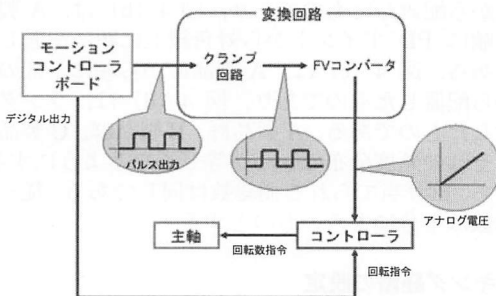 変換回路
モーション
コントローラ
ボード
クランプ
回路
FVコンバータ
デジタル出力
パルス出力
アナログ電圧
主軸
コントローラ
回転数指令
回転指令